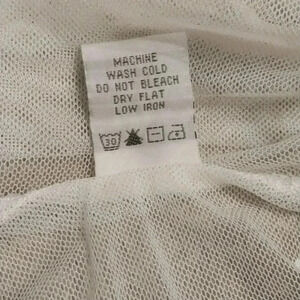 MACHINE
WASH COLD
DO NOT BLEACH
DRY FLAT
LOW IRON
30